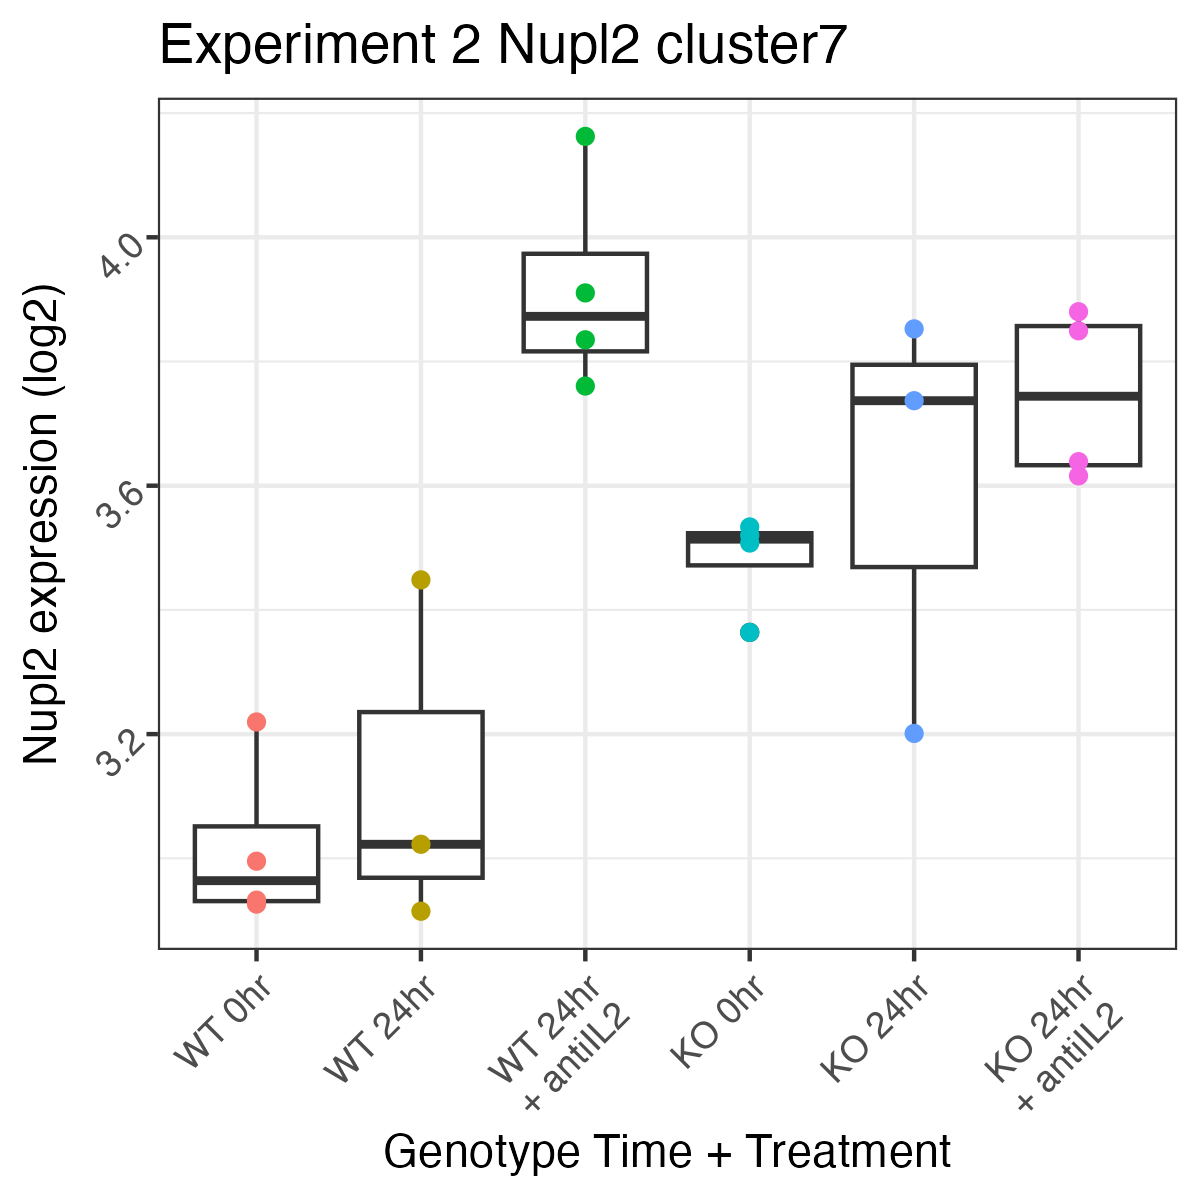 Experiment 2 Nupl2 cluster7
Nupl2 expression (log2)
4.0
3.6
3.2
WT 0hr
WT 24hr
WT 24hr
+ antiIL2
KO 0hr
KO 24hr
KO 24hr
+ antiIL2
Genotype Time + Treatment